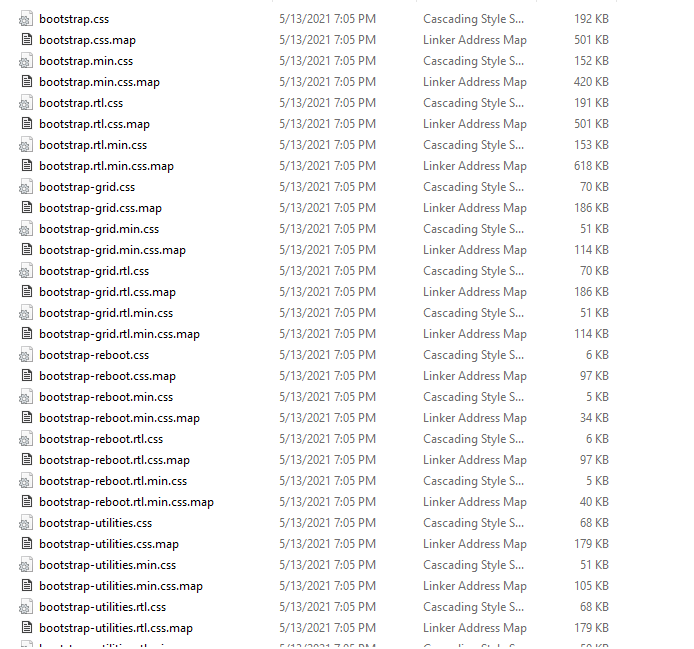 bootstrap.css 5/13/2021 7:05 PM Cascading Style S... 192 KB
bootstrap.css.map 5/13/2021 7:05 PM Linker Address Map 501 KB
bootstrap.min.css 5/13/2021 7:05 PM Cascading Style S... 152 KB
bootstrap.min.css.map 5/13/2021 7:05 PM Linker Address Map 420 KB
bootstrap.rtl.css 5/13/2021 7:05 PM Cascading Style S... 191 KB
bootstrap.rtl.css.map 5/13/2021 7:05 PM Linker Address Map 501 KB
bootstrap.rtl.min.css 5/13/2021 7:05 PM Cascading Style S... 153 KB
bootstrap.rtl.min.css.map 5/13/2021 7:05 PM Linker Address Map 618 KB
bootstrap-grid.css 5/13/2021 7:05 PM Cascading Style S... 70 KB
bootstrap-grid.css.map 5/13/2021 7:05 PM Linker Address Map 186 KB
bootstrap-grid.min.css 5/13/2021 7:05 PM Cascading Style S... 51 KB
bootstrap-grid.min.css.map 5/13/2021 7:05 PM Linker Address Map 114 KB
bootstrap-grid.rtl.css 5/13/2021 7:05 PM Cascading Style S... 70 KB
bootstrap-grid.rtl.css.map 5/13/2021 7:05 PM Linker Address Map 186 KB
bootstrap-grid.rtl.min.css 5/13/2021 7:05 PM Cascading Style S... 51 KB
bootstrap-grid.rtl.min.css.map 5/13/2021 7:05 PM Linker Address Map 114 KB
bootstrap-reboot.css 5/13/2021 7:05 PM Cascading Style S... 6 KB
bootstrap-reboot.css.map 5/13/2021 7:05 PM Linker Address Map 97 KB
bootstrap-reboot.min.css 5/13/2021 7:05 PM Cascading Style S... 5 KB
bootstrap-reboot.min.css.map 5/13/2021 7:05 PM Linker Address Map 34 KB
bootstrap-reboot.rtl.css 5/13/2021 7:05 PM Cascading Style S... 6 KB
bootstrap-reboot.rtl.css.map 5/13/2021 7:05 PM Linker Address Map 97 KB
bootstrap-reboot.rtl.min.css 5/13/2021 7:05 PM Cascading Style S... 5 KB
bootstrap-reboot.rtl.min.css.map 5/13/2021 7:05 PM Linker Address Map 40 KB
bootstrap-utilities.css 5/13/2021 7:05 PM Cascading Style S... 68 KB
bootstrap-utilities.css.map 5/13/2021 7:05 PM Linker Address Map 179 KB
bootstrap-utilities.min.css 5/13/2021 7:05 PM Cascading Style S... 51 KB
bootstrap-utilities.min.css.map 5/13/2021 7:05 PM Linker Address Map 105 KB
bootstrap-utilities.rtl.css 5/13/2021 7:05 PM Cascading Style S... 68 KB
bootstrap-utilities.rtl.css.map 5/13/2021 7:05 PM Linker Address Map 179 KB